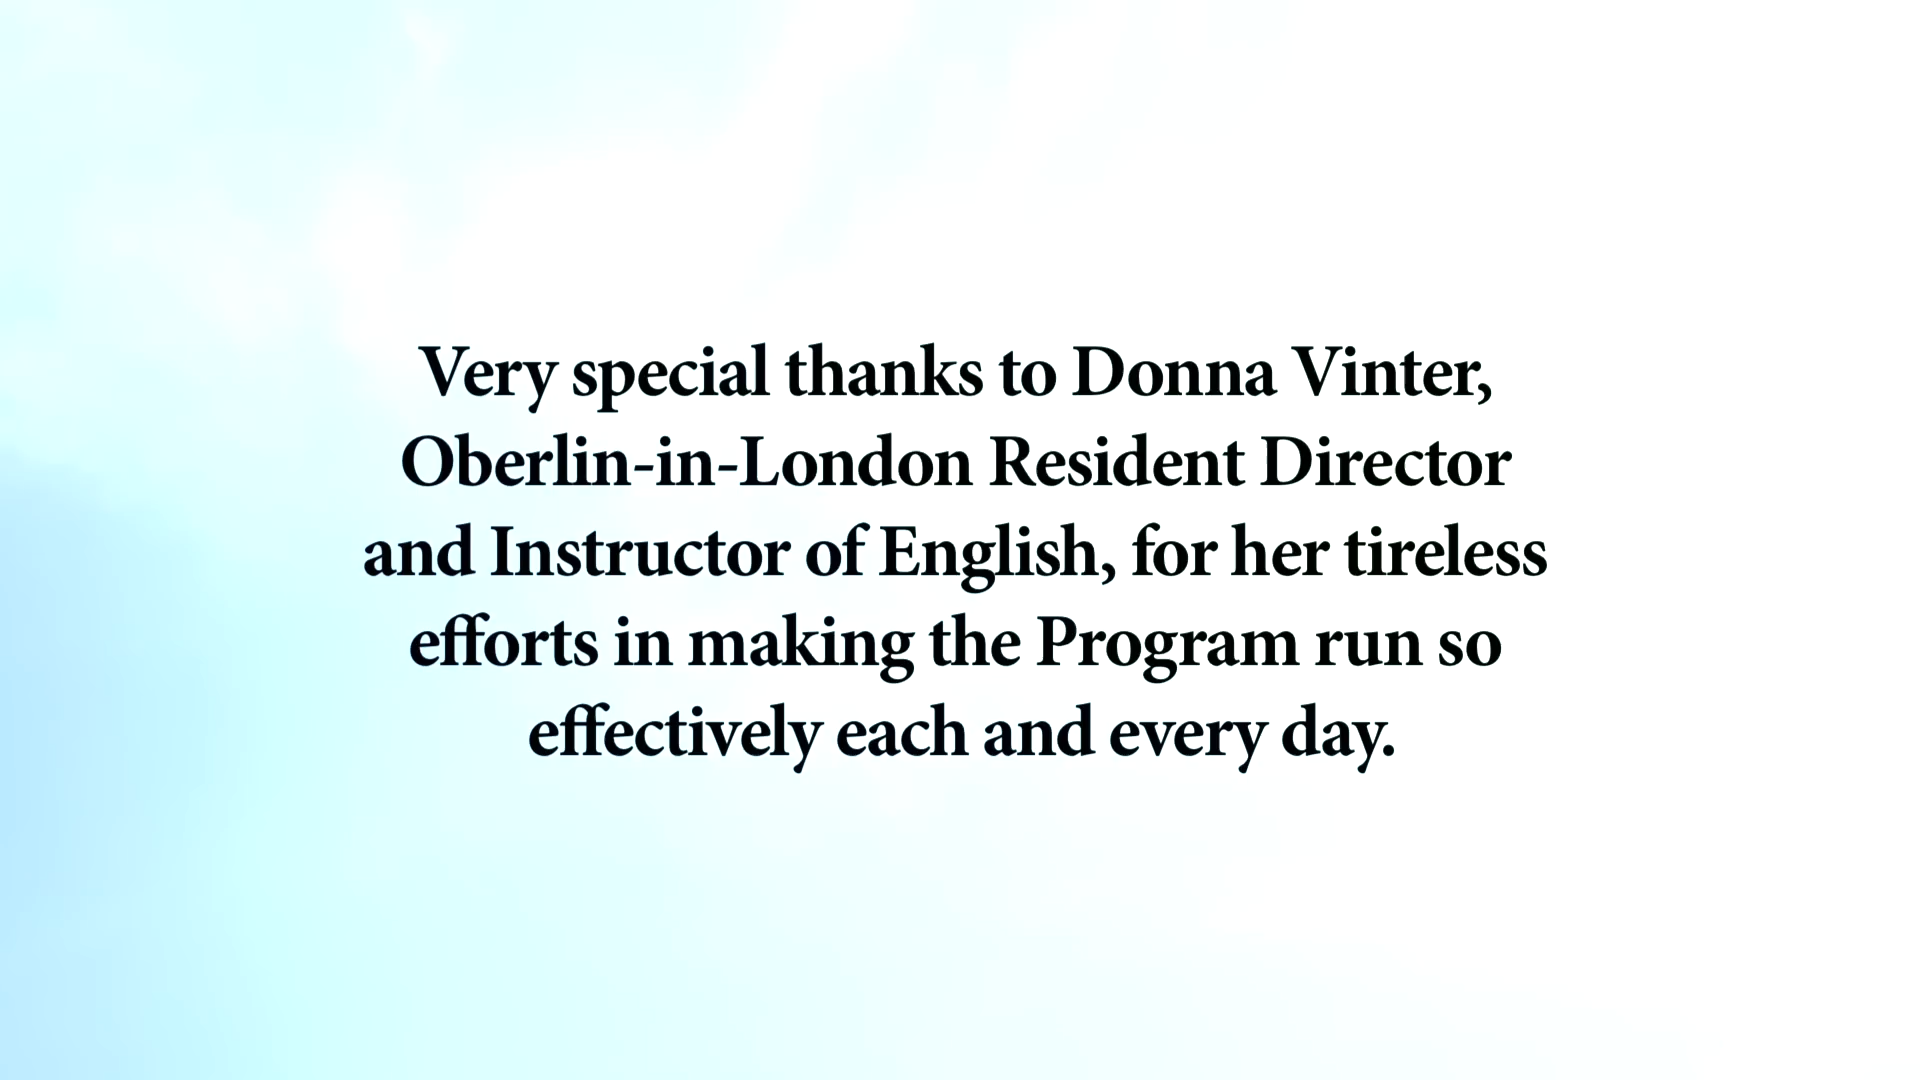 Very special thanks to Donna Vinter,
Oberlin-in-London Resident Director
and Instructor of English, for her tireless
efforts in making the Program run so
effectively each and every day.